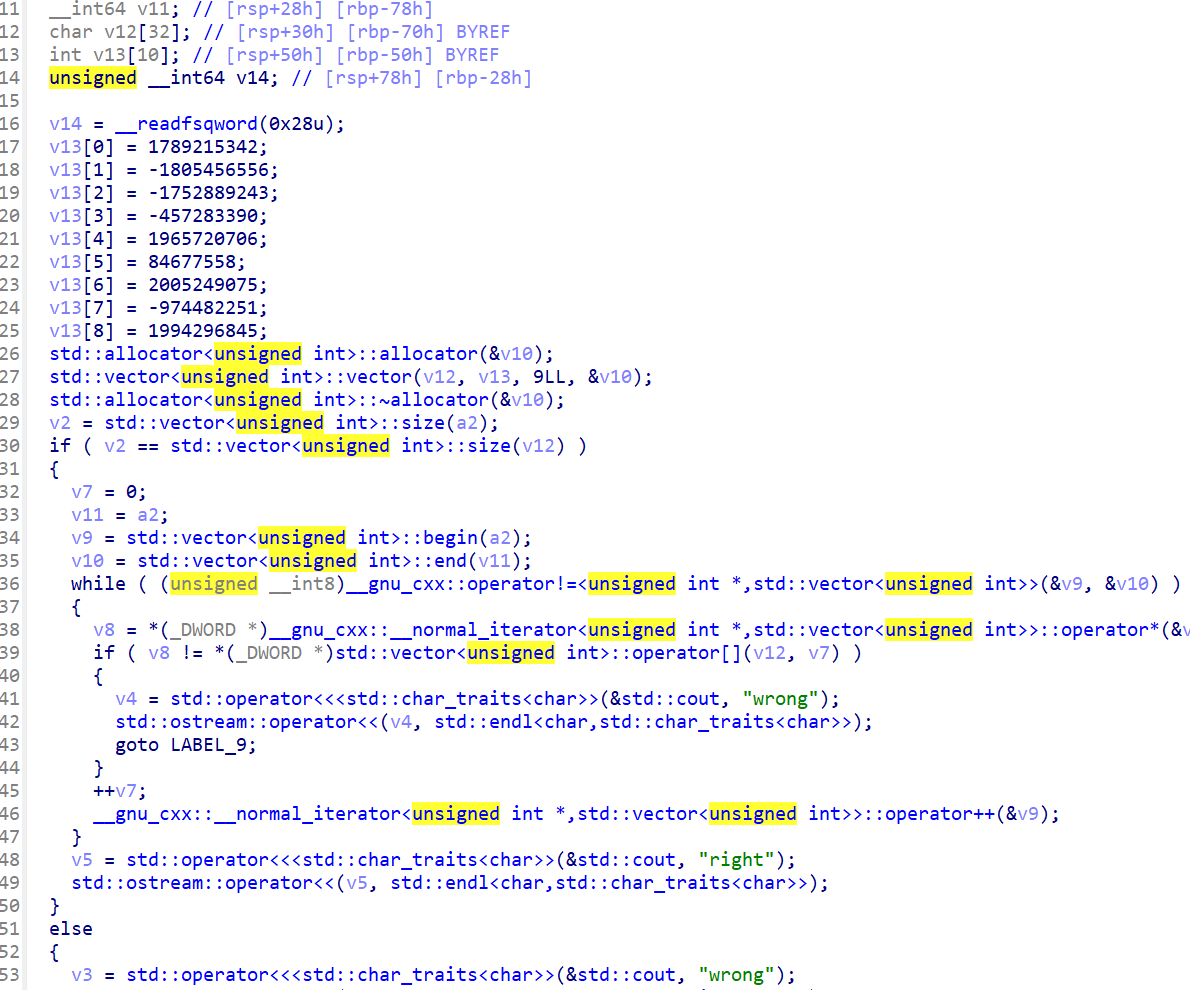 11 __int64 v11; // [rsp+28h] [rbp-78h]
12 char v12[32]; // [rsp+30h] [rbp-70h] BYREF
13 int v13[10]; // [rsp+50h] [rbp-50h] BYREF
14 unsigned __int64 v14; // [rsp+78h] [rbp-28h]
15
16 v14 = __readfsqword(0x28u);
17 v13[0] = 1789215342;
18 v13[1] = -1805456556;
19 v13[2] = -1752889243;
20 v13[3] = -457283390;
21 v13[4] = 1965720706;
22 v13[5] = 84677558;
23 v13[6] = 2005249075;
24 v13[7] = -974482251;
25 v13[8] = 1994296845;
26 std::allocator<unsigned int>::allocator(&v10);
27 std::vector<unsigned int>::vector(v12, v13, 9LL, &v10);
28 std::allocator<unsigned int>::~allocator(&v10);
29 v2 = std::vector<unsigned int>::size(a2);
30 if ( v2 == std::vector<unsigned int>::size(v12) )
31 {
32 v7 = 0;
33 v11 = a2;
34 v9 = std::vector<unsigned int>::begin(a2);
35 v10 = std::vector<unsigned int>::end(v11);
36 while ( (unsigned __int8)__gnu_cxx::operator!=<unsigned int *,std::vector<unsigned int>>(&v9, &v10) )
37 {
38 v8 = *(_DWORD *)__gnu_cxx::__normal_iterator<unsigned int *,std::vector<unsigned int>>::operator*(&v
39 if ( v8 != *(_DWORD *)std::vector<unsigned int>::operator[](v12, v7) )
40 {
41 v4 = std::operator<<<std::char_traits<char>>(&std::cout, "wrong");
42 std::ostream::operator<<(v4, std::endl<char,std::char_traits<char>>);
43 goto LABEL_9;
44 }
45 ++v7;
46 __gnu_cxx::__normal_iterator<unsigned int *,std::vector<unsigned int>>::operator++(&v9);
47 }
48 v5 = std::operator<<<std::char_traits<char>>(&std::cout, "right");
49 std::ostream::operator<<(v5, std::endl<char,std::char_traits<char>>);
50 }
51 else
52 {
53 v3 = std::operator<<<std::char_traits<char>>(&std::cout, "wrong");